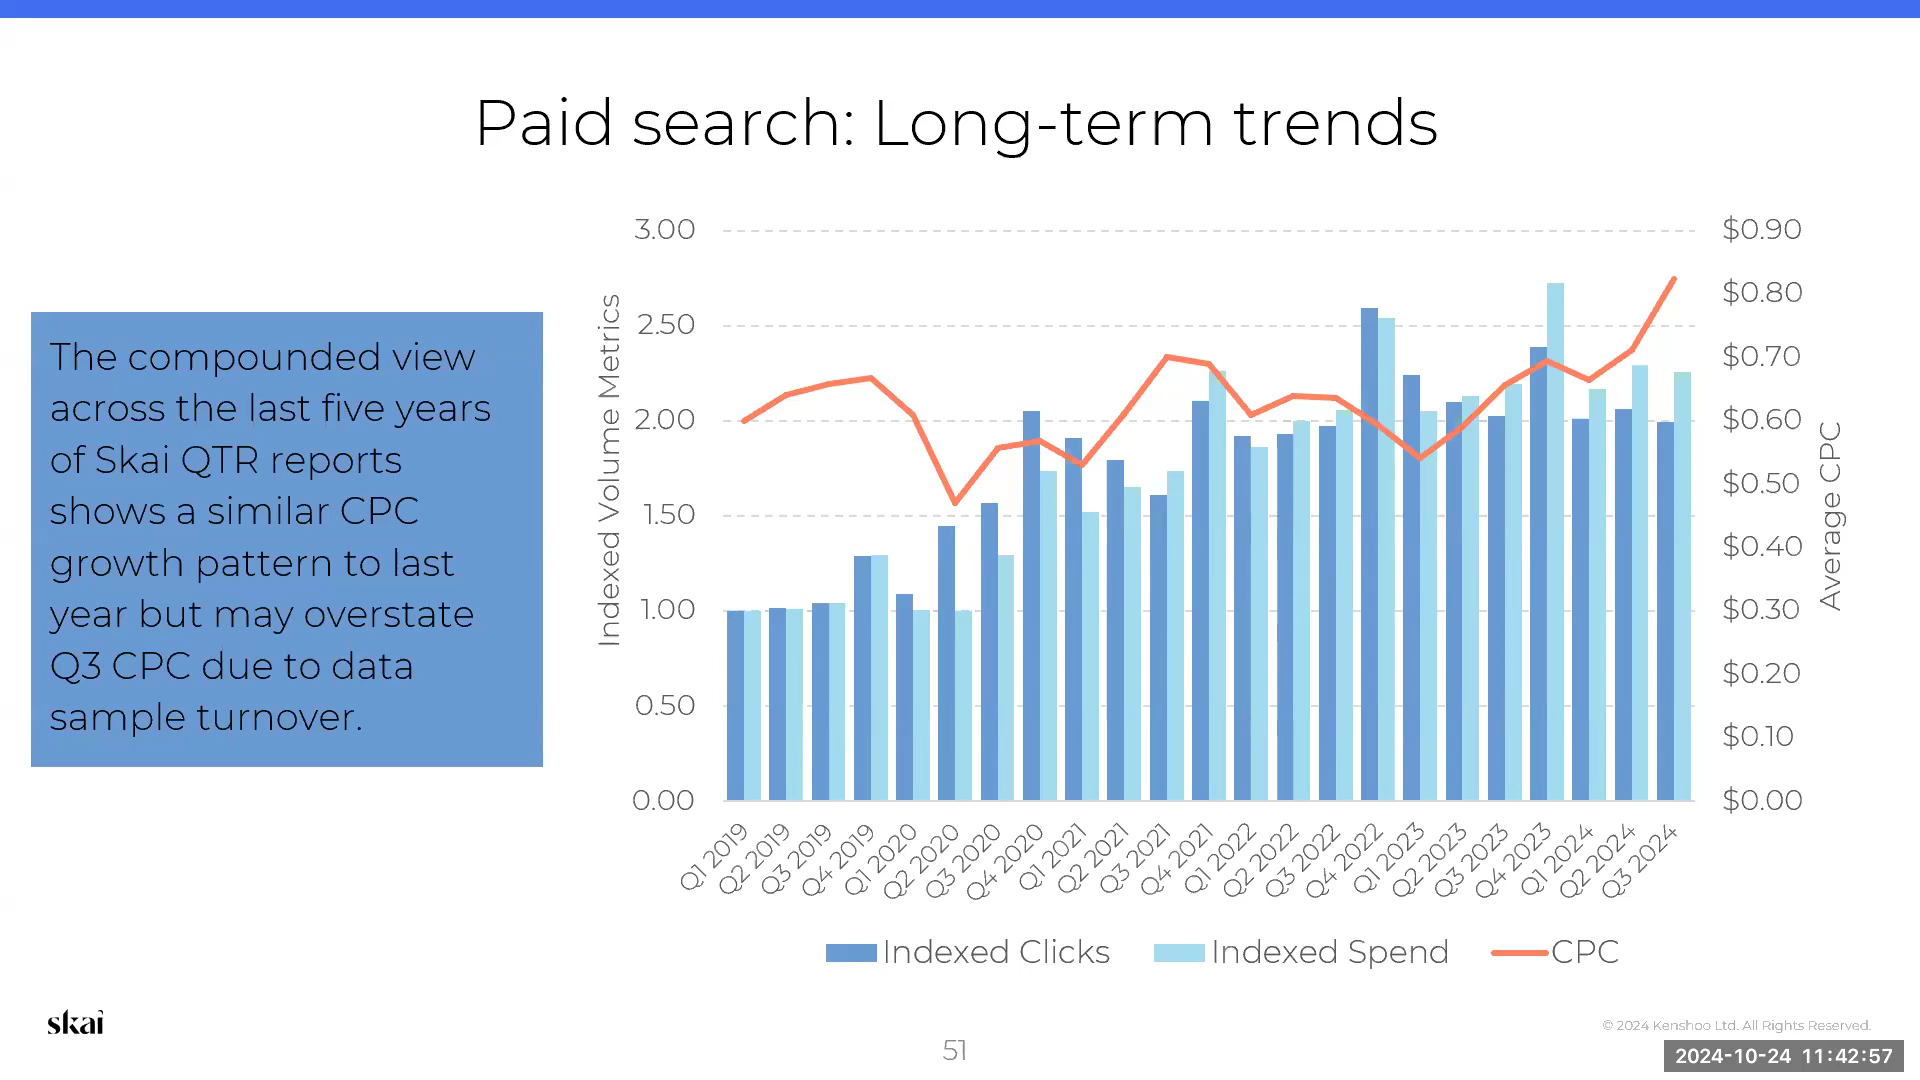 Paid search: Long-term trends
The compounded view
across the last five years
of Skai QTR reports
shows a similar CPC
growth pattern to last
year but may overstate
Q3 CPC due to data
sample turnover.
Indexed Volume Metrics
3.00
2.50
2.00
1.50
1.00
0.50
0.00
$0.90
$0.80
$0.70
$0.60
$0.50
$0.40
$0.30
$0.20
$0.10
$0.00
Average CPC
Q1 2019
Q2 2019
Q3 2019
Q4 2019
Q1 2020
Q2 2020
Q3 2020
Q4 2020
Q1 2021
Q2 2021
Q3 2021
Q4 2021
Q1 2022
Q2 2022
Q3 2022
Q4 2022
Q1 2023
Q2 2023
Q3 2023
Q4 2023
Q1 2024
Q2 2024
Q3 2024
Indexed Clicks Indexed Spend CPC
skai
© 2024 Kenshoo Ltd. All Rights Reserved.
51
2024-10-24 11:42:57